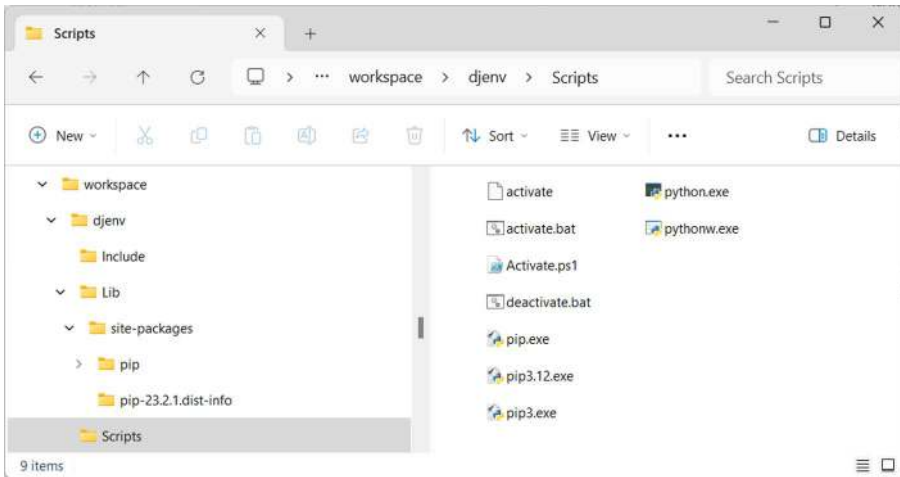 Scripts
workspace > djenv > Scripts
Search Scripts
New
Sort
View
Details
workspace
djenv
Include
Lib
site-packages
pip
pip-23.2.1.dist-info
Scripts
activate
activate.bat
Activate.ps1
deactivate.bat
pip.exe
pip3.12.exe
pip3.exe
python.exe
pythonw.exe
9 items